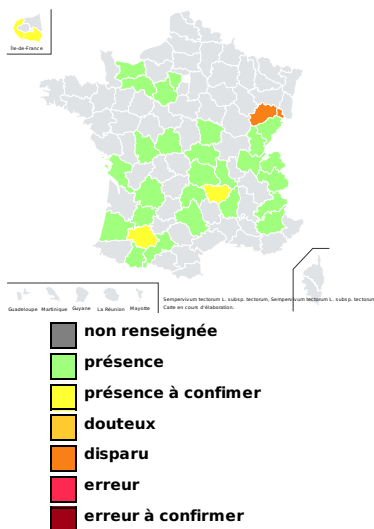 Île-de-France
Guadeloupe Martinique Guyane La Réunion Mayotte
Sempervivum tectorum L. subsp. tectorum, Sempervivum tectorum L. subsp. tectorum
Carte en cours d'élaboration.
non renseignée
présence
présence à confimer
douteux
disparu
erreur
erreur à confirmer